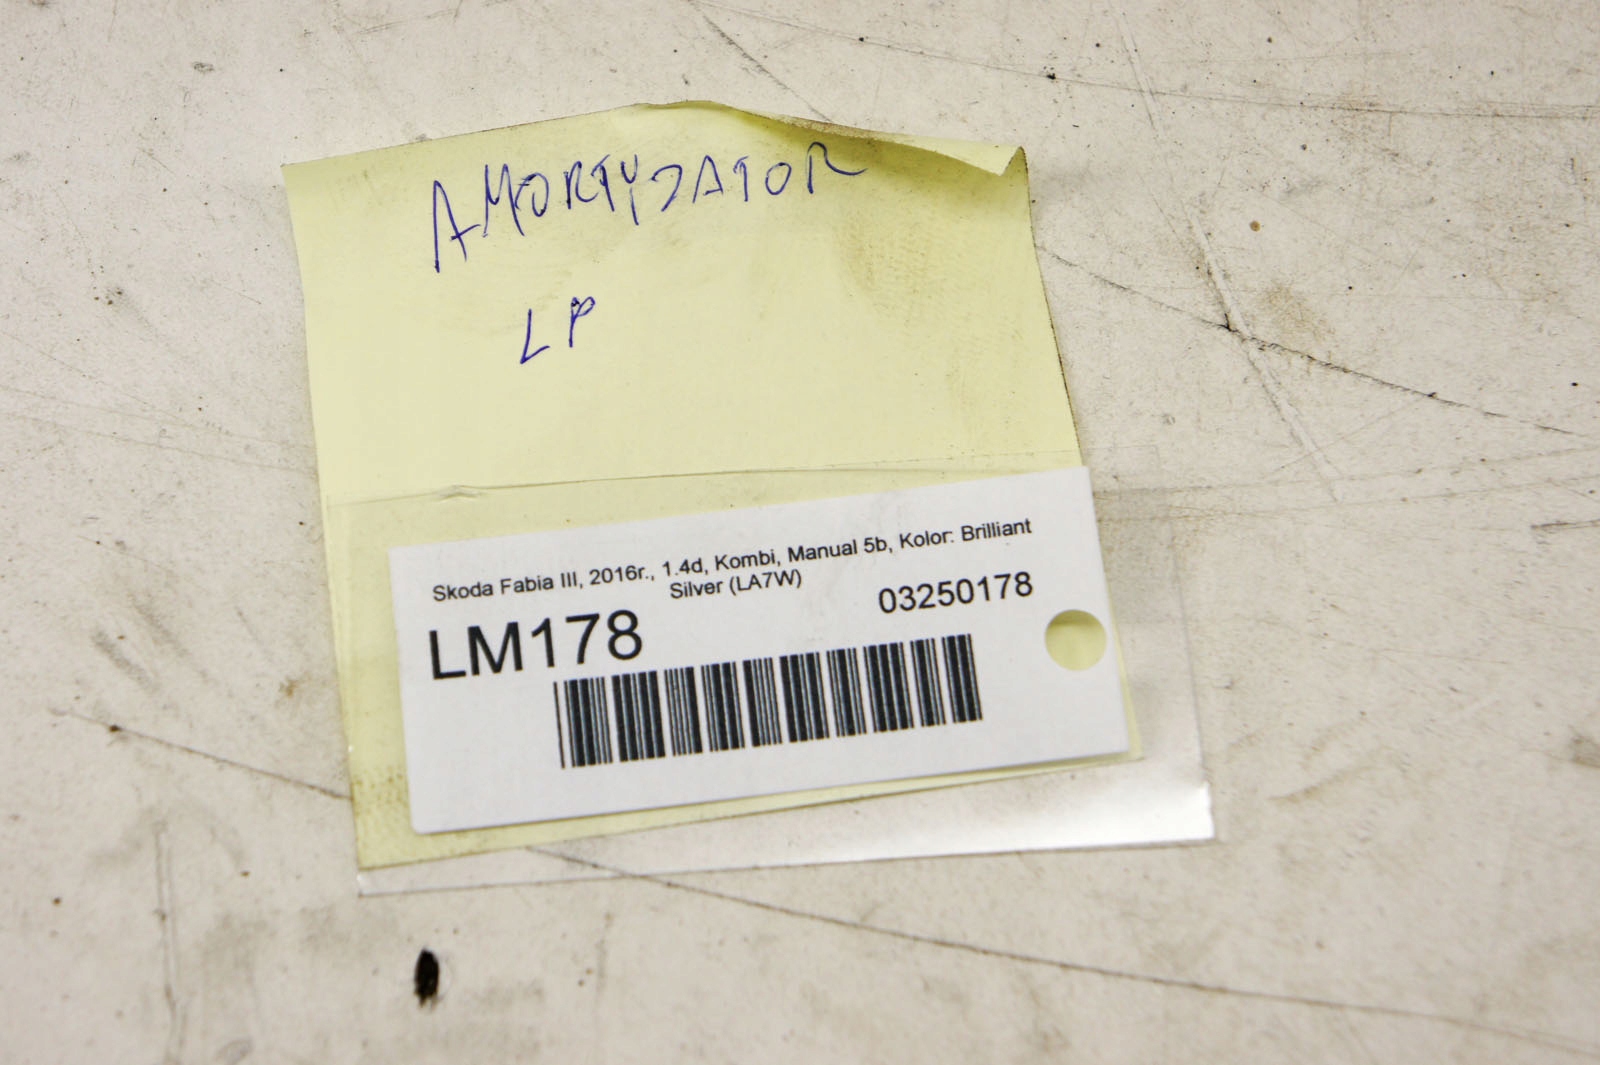 AMORTYZATOR
LP
Skoda Fabia III, 2016r., 1.4d, Kombi, Manual 5b, Kolor: Brilliant
Silver (LA7W)
LM178
03250178